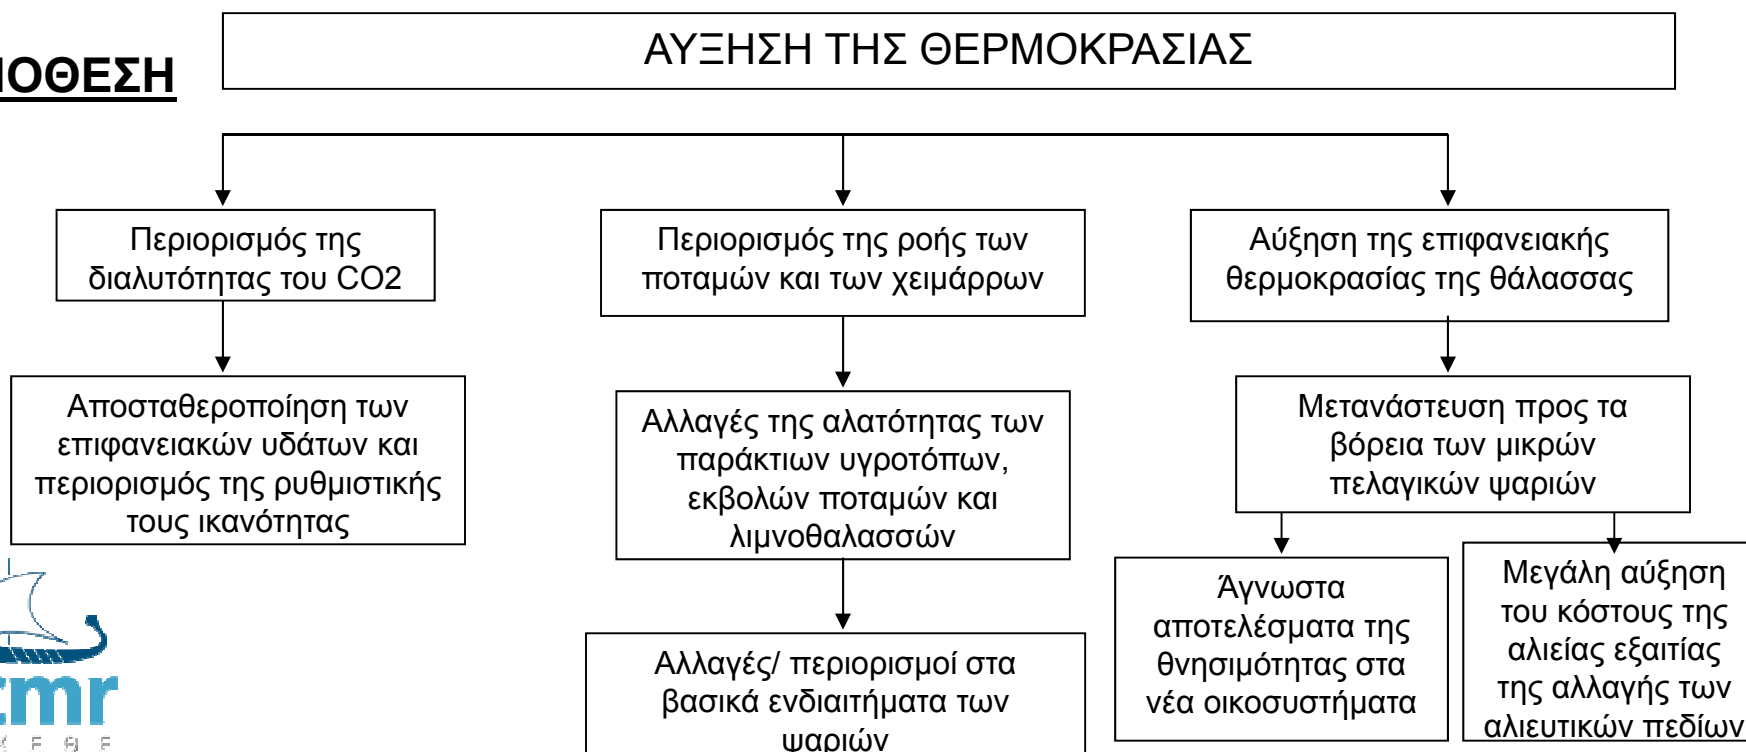 ΑΥΞΗΣΗ ΤΗΣ ΘΕΡΜΟΚΡΑΣΙΑΣ
ΠΟΘΕΣΗ
Περιορισμός της
διαλυτότητας του CO2
Περιορισμός της ροής των
ποταμών και των χειμάρρων
Αύξηση της επιφανειακής
θερμοκρασίας της θάλασσας
Αποσταθεροποίηση των
επιφανειακών υδάτων και
περιορισμός της ρυθμιστικής
τους ικανότητας
Αλλαγές της αλατότητας των
παράκτιων υγροτόπων,
εκβολών ποταμών και
λιμνοθαλασσών
Μετανάστευση προς τα
βόρεια των μικρών
πελαγικών ψαριών
Αλλαγές/ περιορισμοί στα
βασικά ενδιαιτήματα των
ψαριών
Άγνωστα
αποτελέσματα της
θνησιμότητας στα
νέα οικοσυστήματα
Μεγάλη αύξηση
του κόστους της
αλιείας εξαιτίας
της αλλαγής των
αλιευτικών πεδίων
cmr